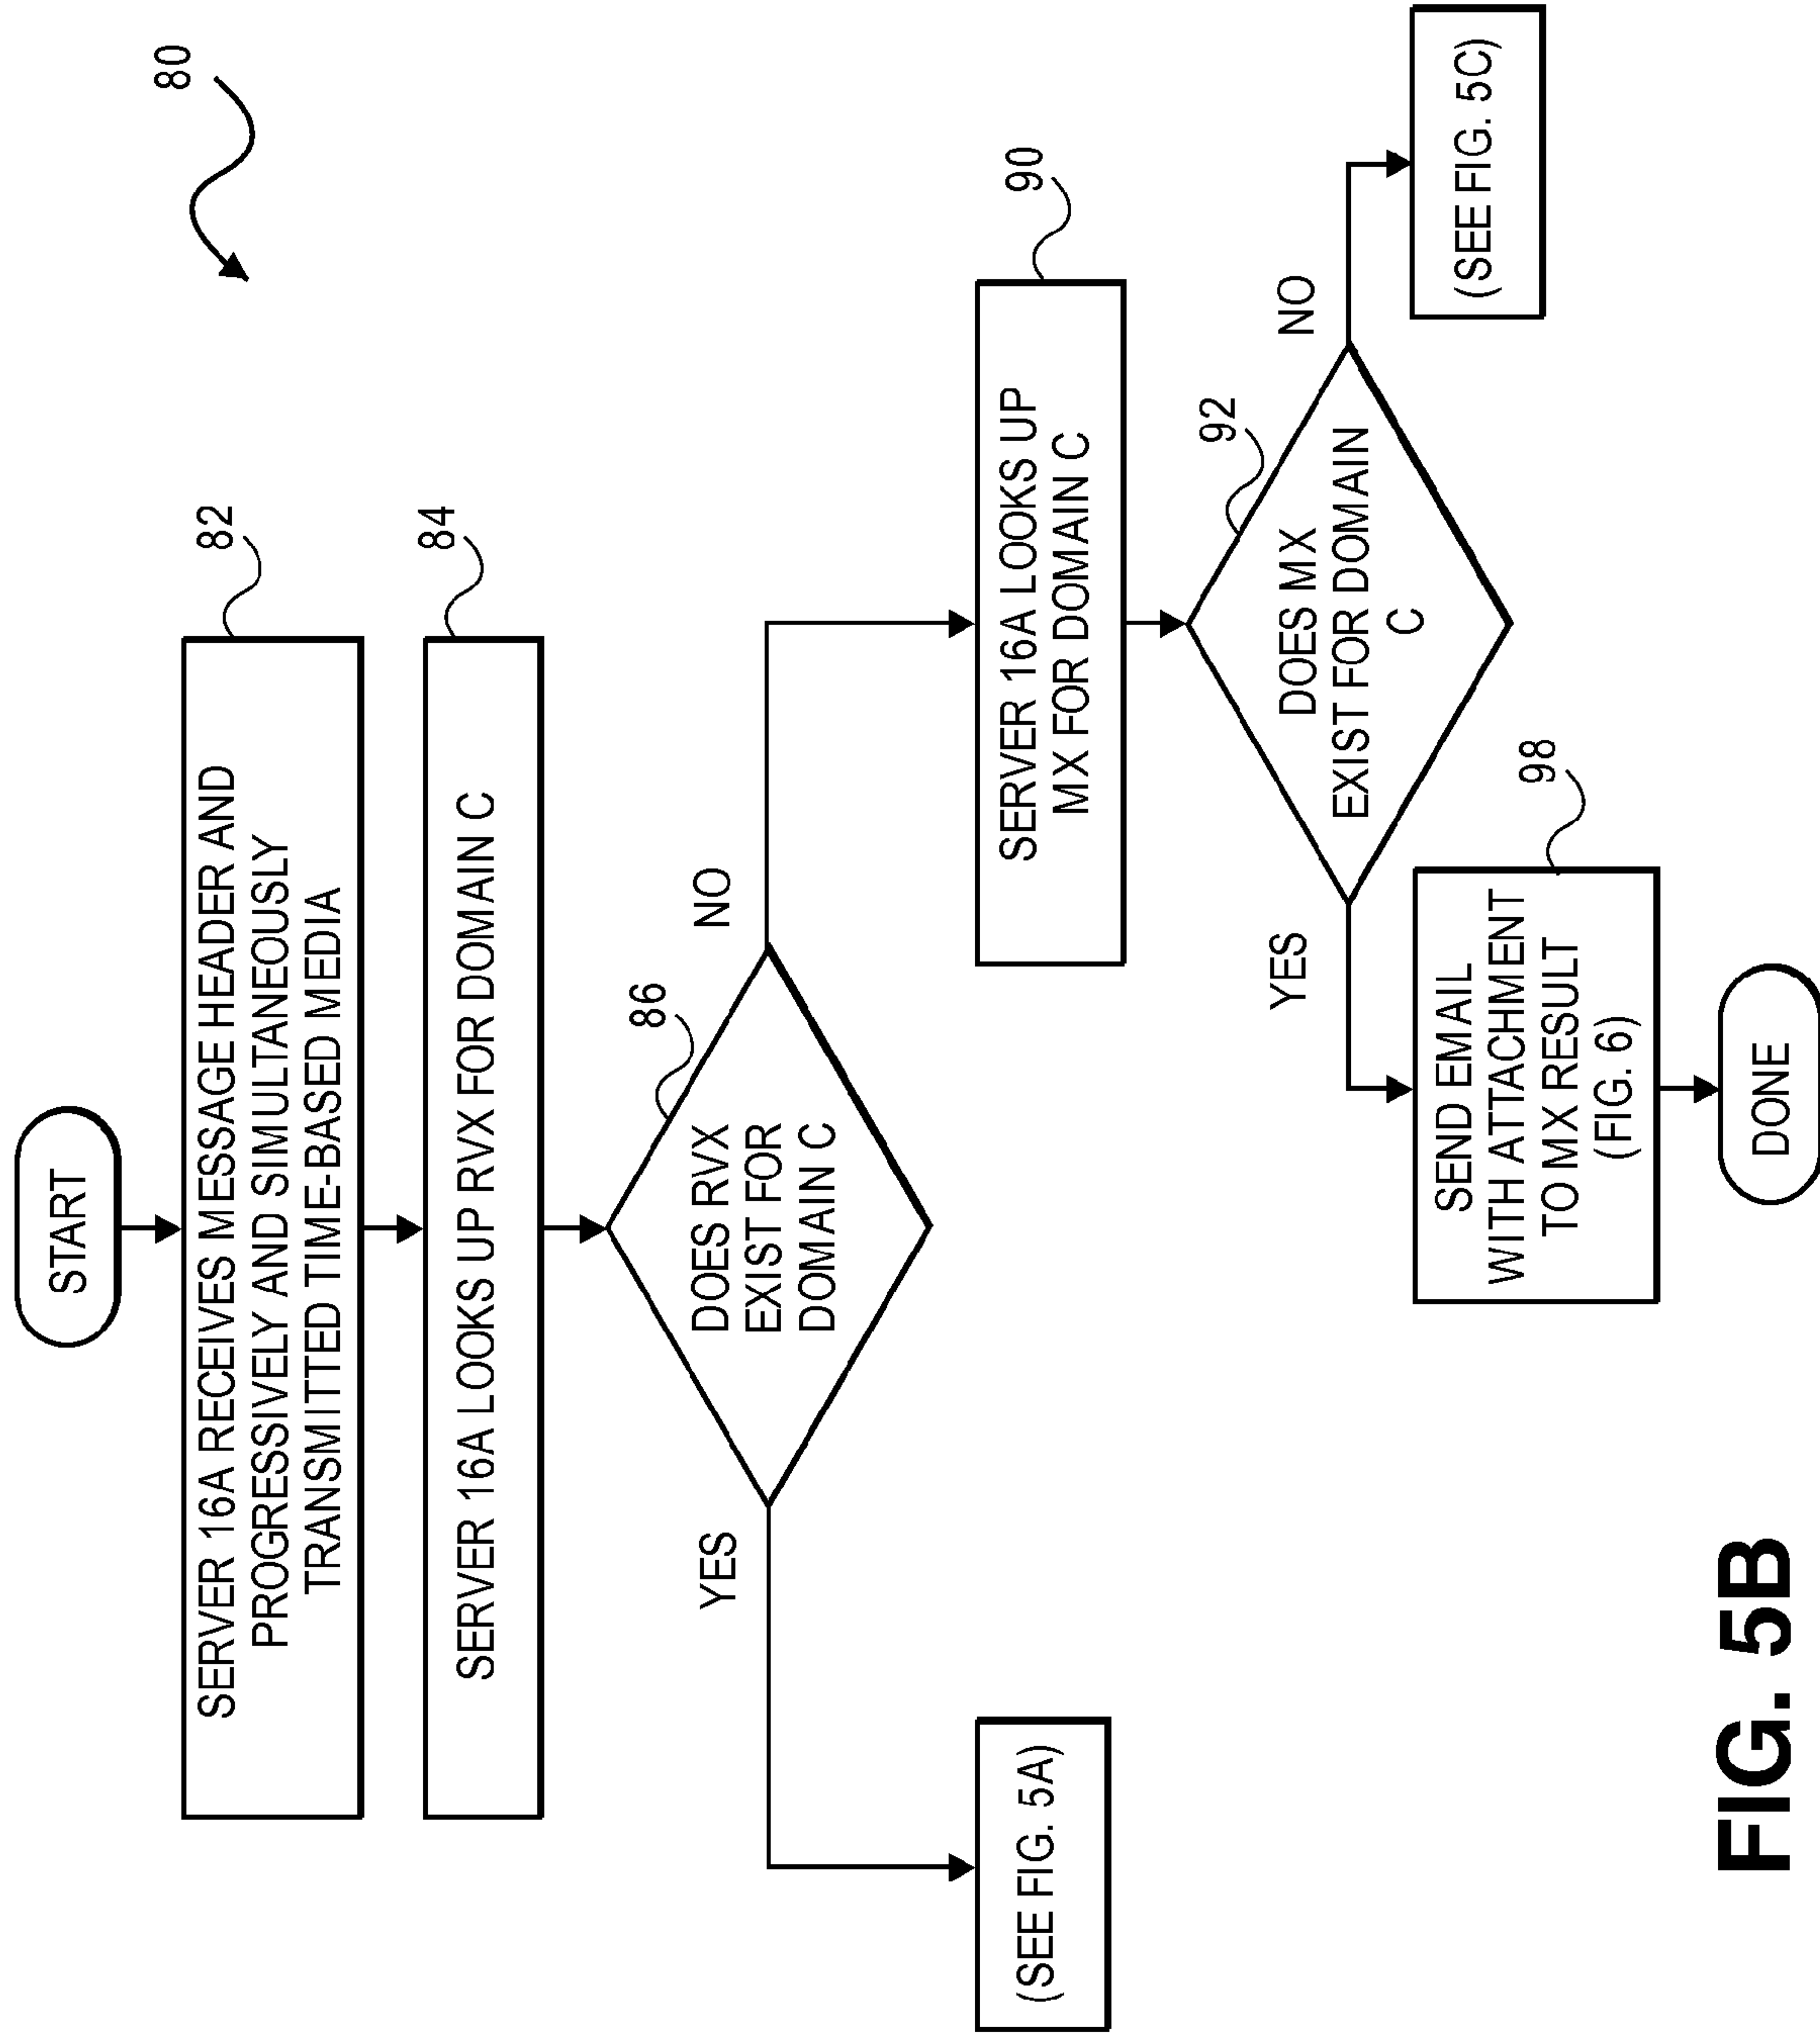 80
START
82
SERVER 16A RECEIVES MESSAGE HEADER AND
PROGRESSIVELY AND SIMULTANEOUSLY
TRANSMITTED TIME-BASED MEDIA
84
SERVER 16A LOOKS UP RVX FOR DOMAIN C
86
DOES RVX
EXIST FOR
DOMAIN C
YES
NO
(SEE FIG. 5A)
90
SERVER 16A LOOKS UP
MX FOR DOMAIN C
92
DOES MX
EXIST FOR DOMAIN
C
YES
NO
98
SEND EMAIL
WITH ATTACHMENT
TO MX RESULT
(FIG. 6)
(SEE FIG. 5C)
DONE
FIG. 5B